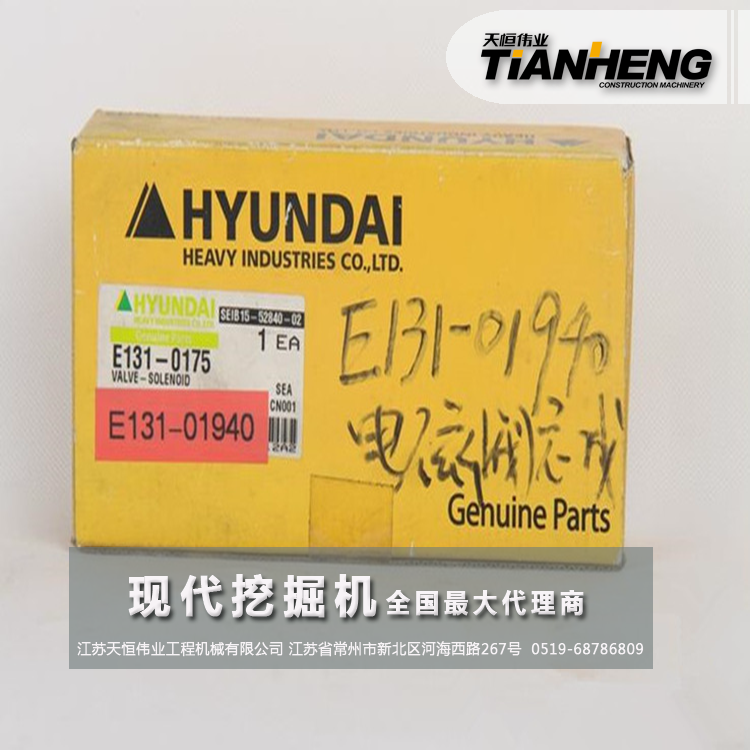 天恒伟业
TiANHENG
CONSTRUCTION MACHINERY
HYUNDAI
HEAVY INDUSTRIES
HYUNDAI
HEAVY INDUSTRIES CO.,LTD.
HYUNDAI
HEAVY INDUSTRIES CO.,LTD.
Genuine Parts
SEIB15-52840-02
1 EA
E131-0175
VALVE-SOLENOID
SEA
CN001
E131-01940
E131-01940
电磁阀完成
Genuine Parts
现代挖掘机 全国最大代理商
江苏天恒伟业工程机械有限公司 江苏省常州市新北区河海西路267号 0519-68786809